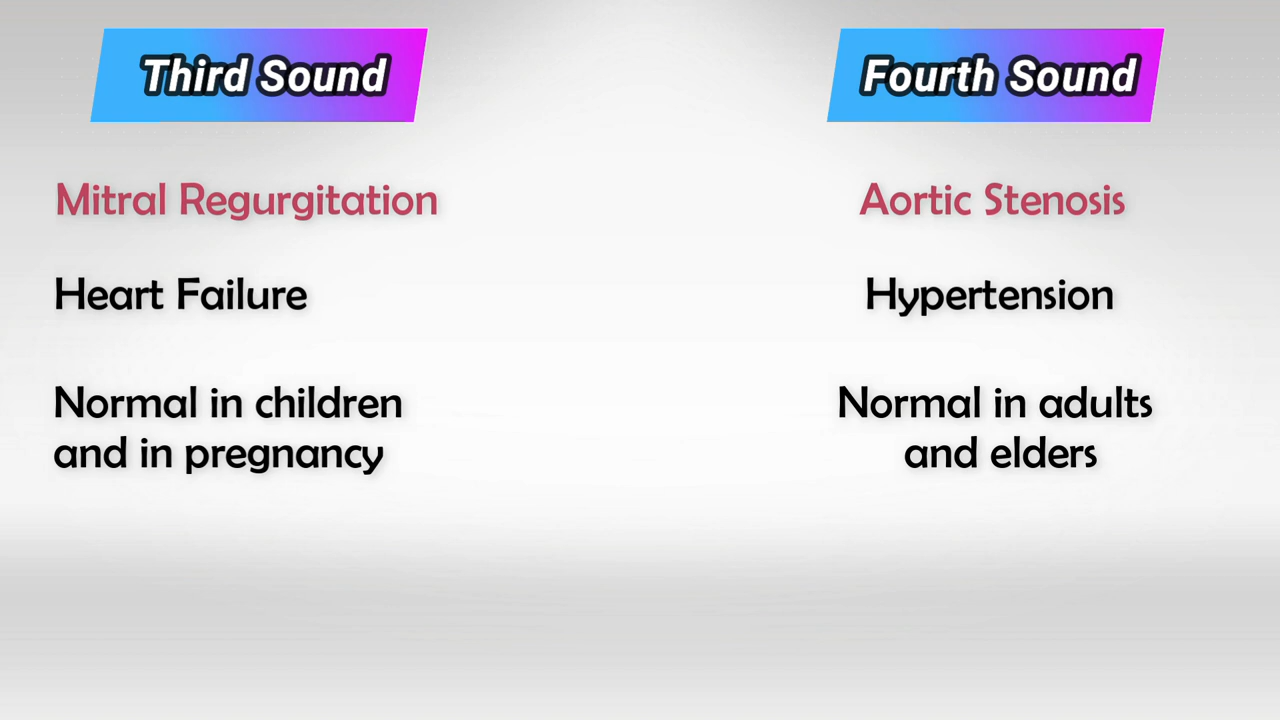 Third Sound
Mitral Regurgitation
Heart Failure
Normal in children
and in pregnancy
Fourth Sound
Aortic Stenosis
Hypertension
Normal in adults
and elders